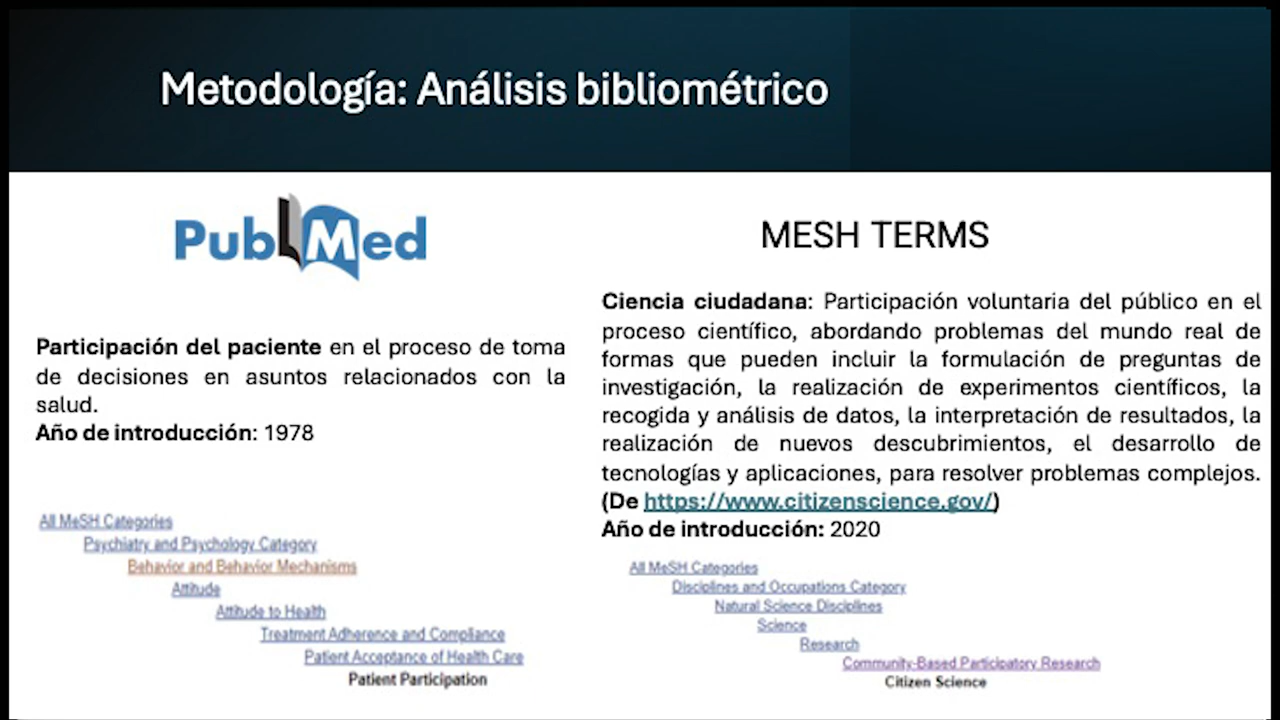 Metodología: Análisis bibliométrico
PubMed
Participación del paciente en el proceso de toma
de decisiones en asuntos relacionados con la
salud.
Año de introducción: 1978
All MeSH Categories
Psychiatry and Psychology Category
Behavior and Behavior Mechanisms
Attitude
Attitude to Health
Treatment Adherence and Compliance
Patient Acceptance of Health Care
Patient Participation
MESH TERMS
Ciencia ciudadana: Participación voluntaria del público en el
proceso científico, abordando problemas del mundo real de
formas que pueden incluir la formulación de preguntas de
investigación, la realización de experimentos científicos, la
recogida y análisis de datos, la interpretación de resultados, la
realización de nuevos descubrimientos, el desarrollo de
tecnologías y aplicaciones, para resolver problemas complejos.
(De https://www.citizenscience.gov/)
Año de introducción: 2020
All MeSH Categories
Disciplines and Occupations Category
Natural Science Disciplines
Science
Research
Community-Based Participatory Research
Citizen Science